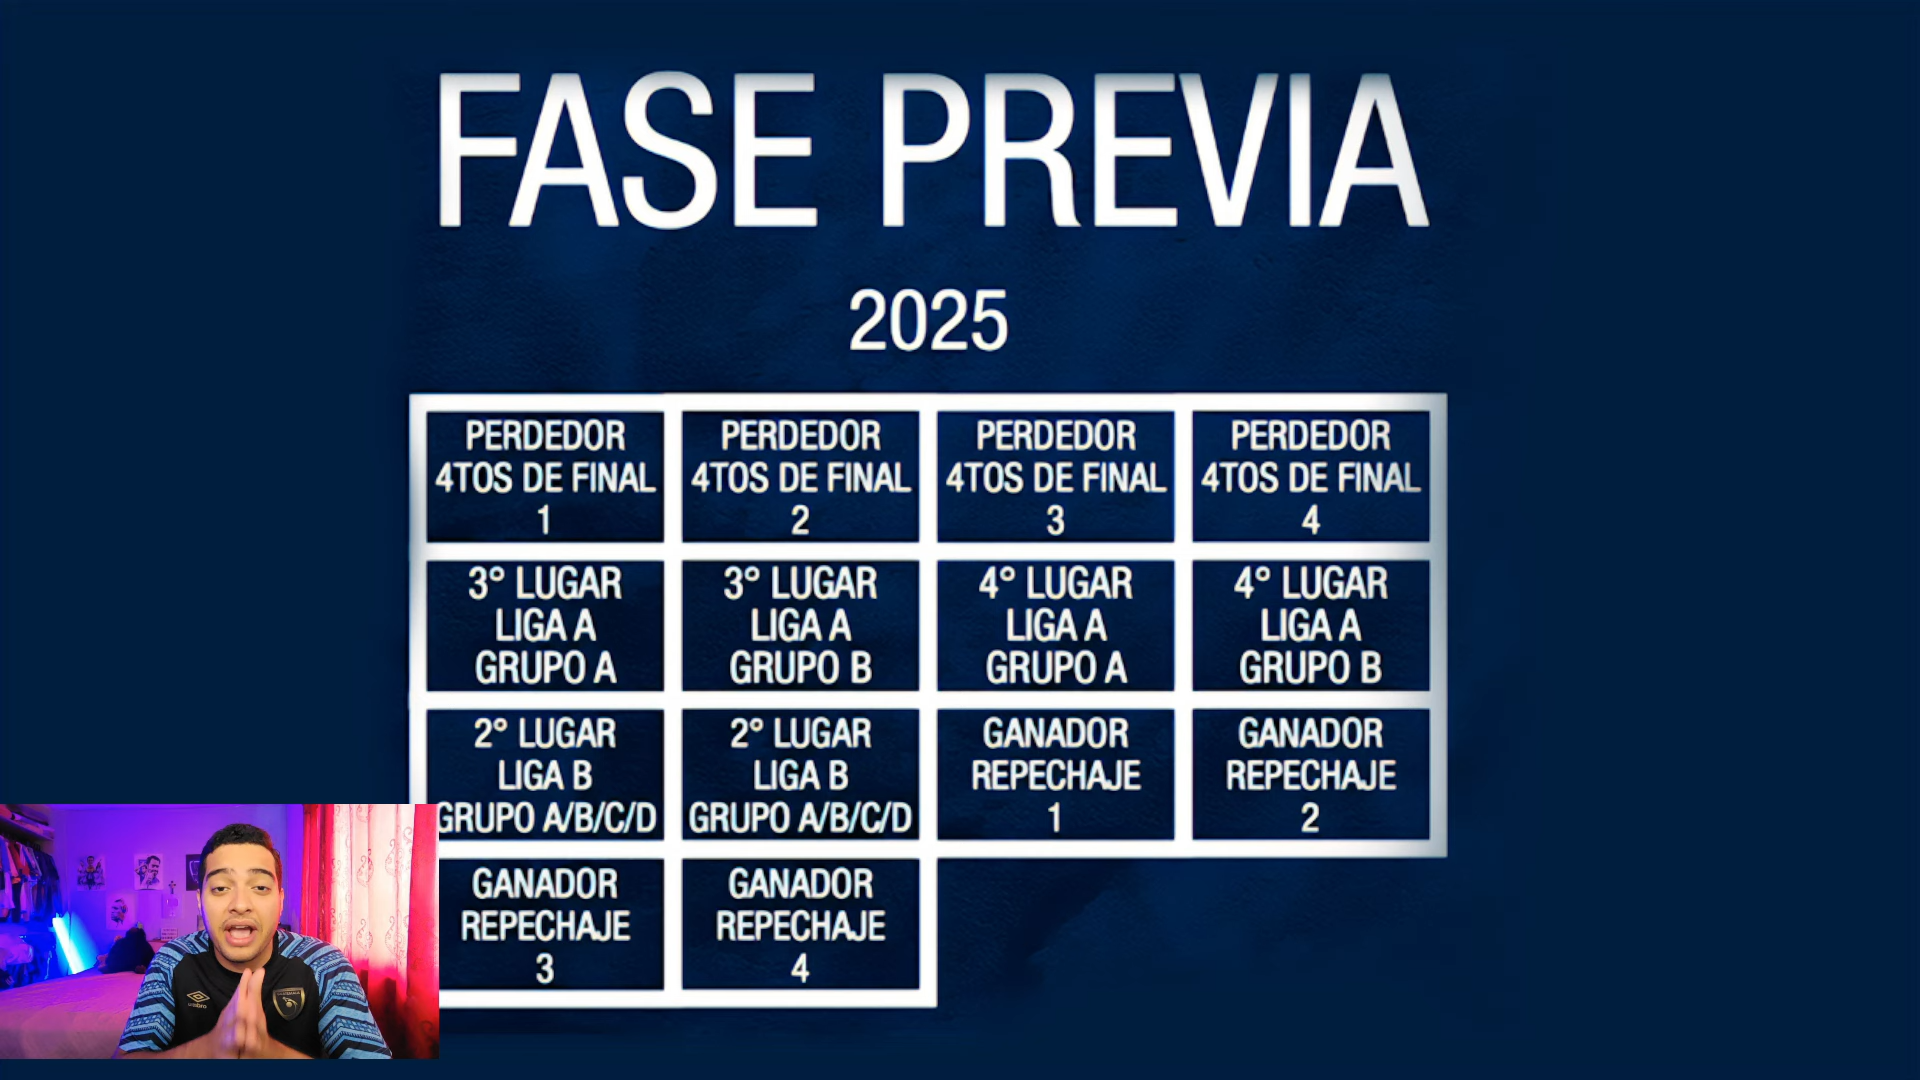 FASE PREVIA
2025
PERDEDOR
4TOS DE FINAL
1
PERDEDOR
4TOS DE FINAL
2
PERDEDOR
4TOS DE FINAL
3
PERDEDOR
4TOS DE FINAL
4
3° LUGAR
LIGA A
GRUPO A
3° LUGAR
LIGA A
GRUPO B
4° LUGAR
LIGA A
GRUPO A
4° LUGAR
LIGA A
GRUPO B
2° LUGAR
LIGA B
GRUPO A/B/C/D
2° LUGAR
LIGA B
GRUPO A/B/C/D
GANADOR
REPECHAJE
1
GANADOR
REPECHAJE
2
GANADOR
REPECHAJE
3
GANADOR
REPECHAJE
4
umbro